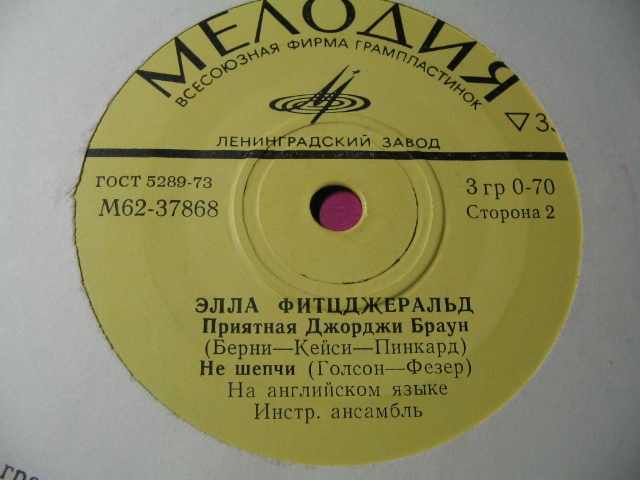 МЕЛОДИЯ
ВСЕСОЮЗНАЯ ФИРМА ГРАМПЛАСТИНОК
ЛЕНИНГРАДСКИЙ ЗАВОД
33
ГОСТ 5289-73
М62-37868
3 гр 0-70
Сторона 2
ЭЛЛА ФИТЦДЖЕРАЛЬД
Приятная Джорджи Браун
(Берни—Кейси—Пинкард)
Не шепчи (Голсон—Фезер)
На английском языке
Инстр. ансамбль